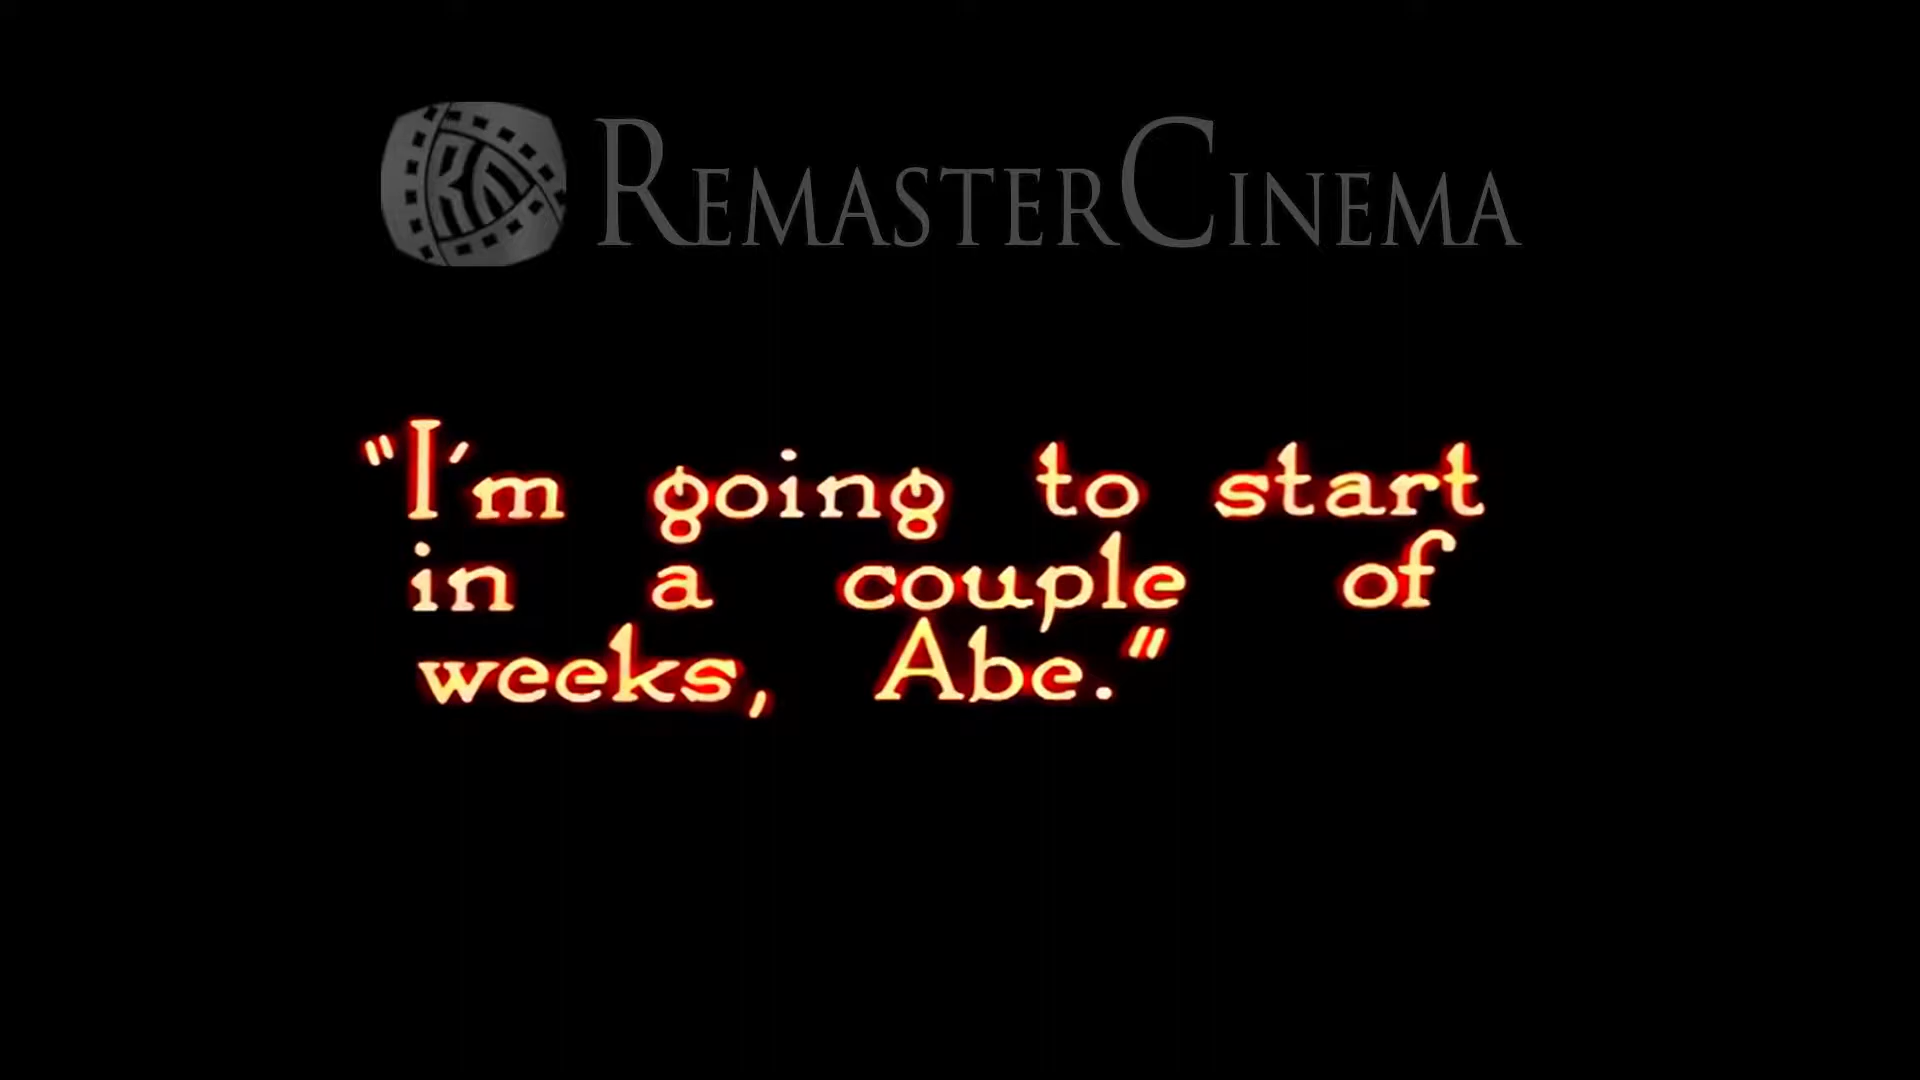 REMASTERCINEMA
"I'm going to start
in a couple of
weeks, Abe."